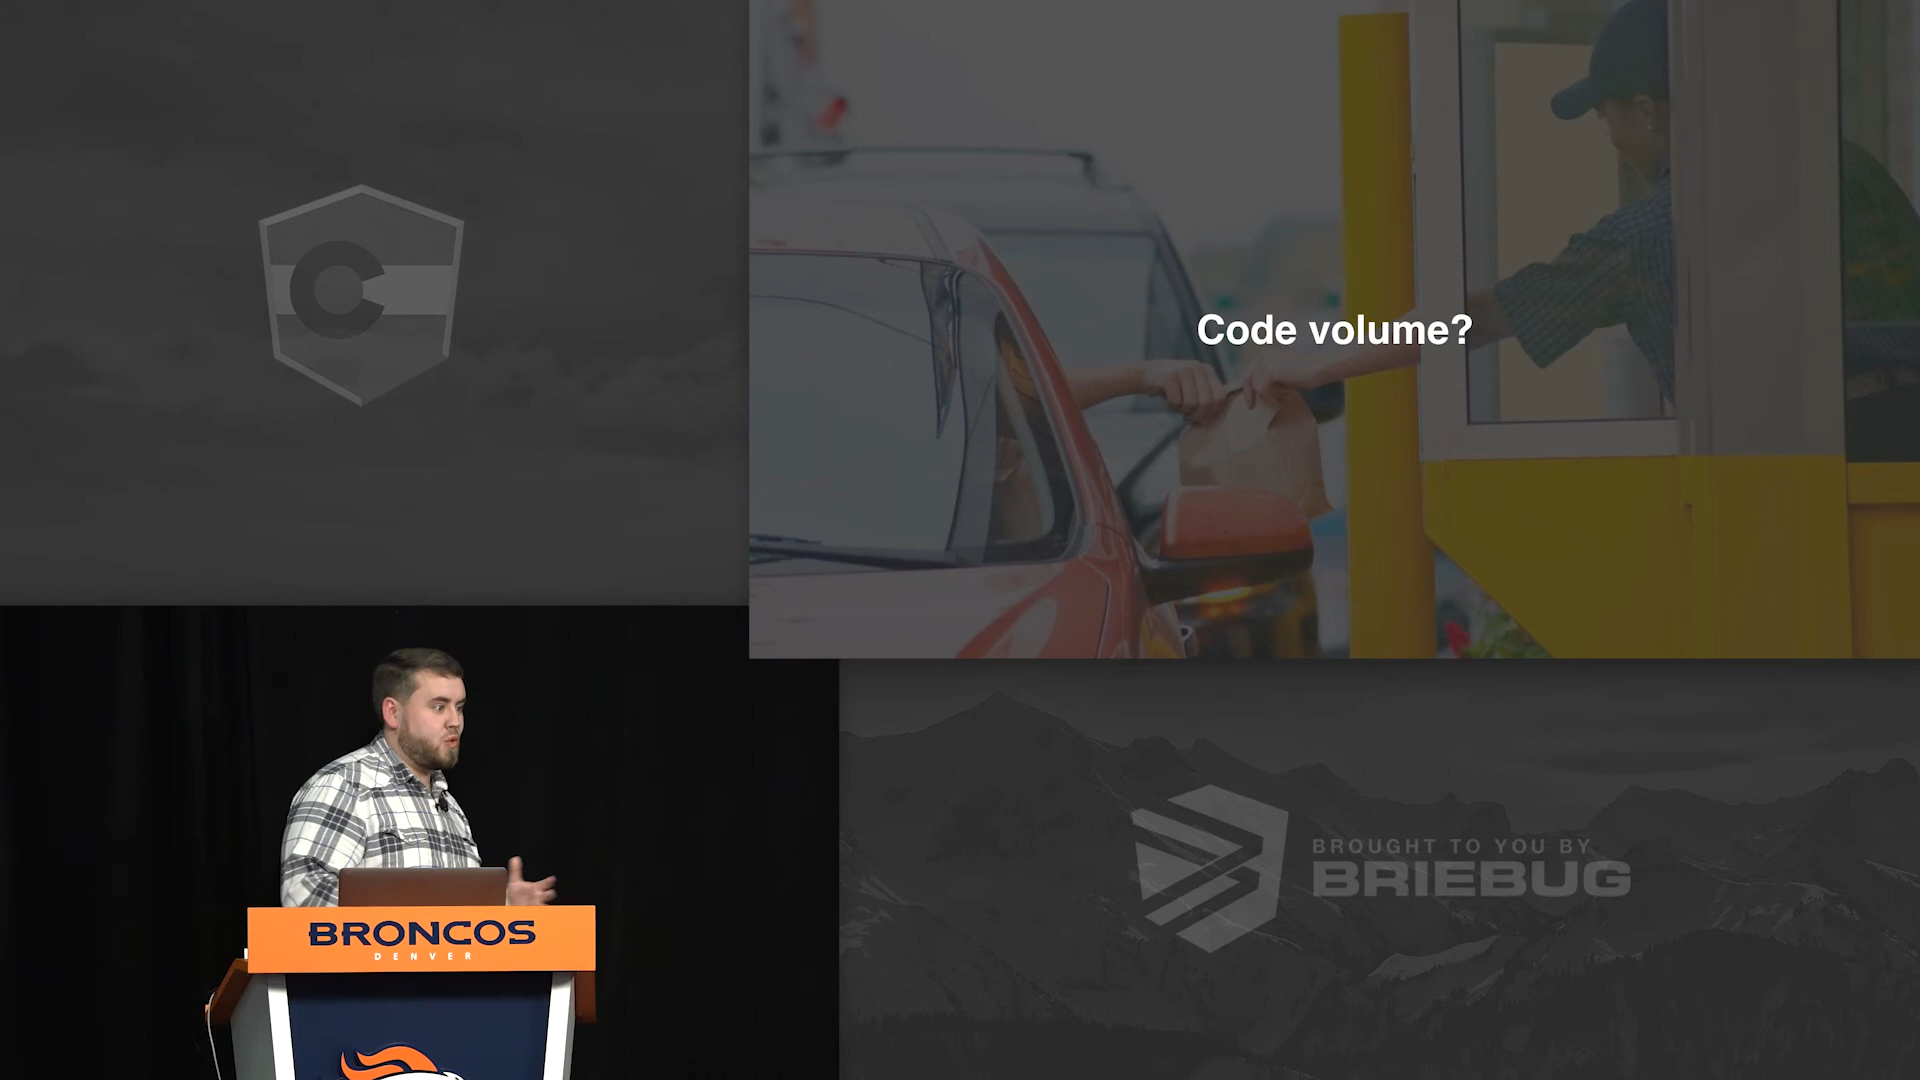 Code volume?
BROUGHT TO YOU BY
BRIEBUG
BRONCOS
DENVER